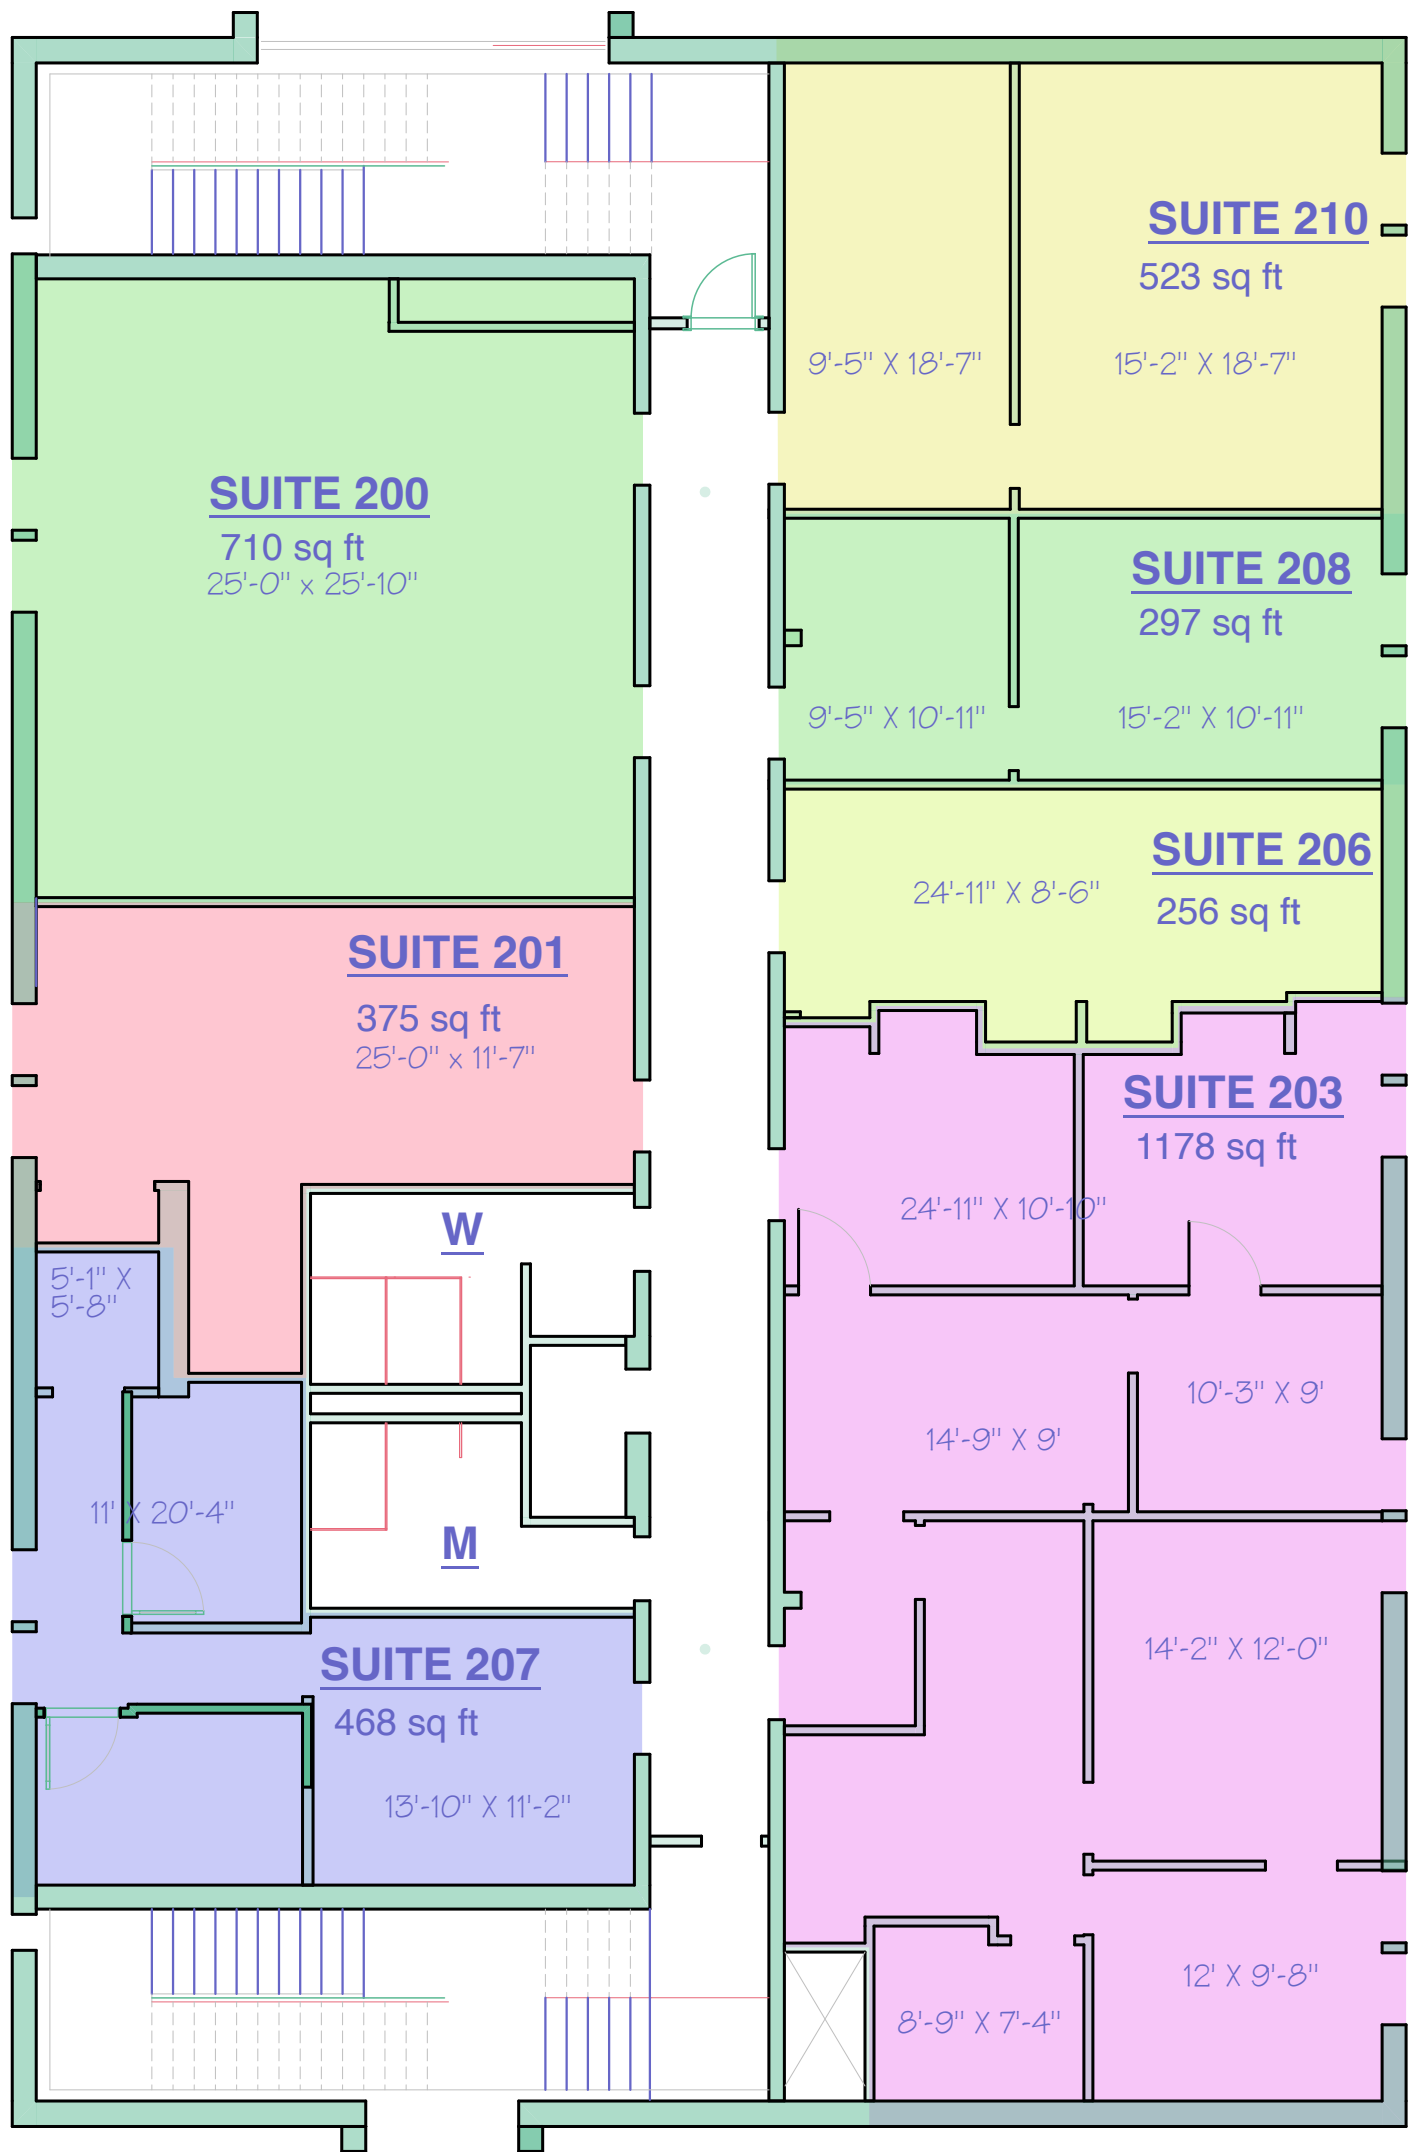 SUITE 210
523 sq ft
9'-5" X 18'-7"
15'-2" X 18'-7"
SUITE 200
710 sq ft
25'-0" x 25'-10"
SUITE 208
297 sq ft
9'-5" X 10'-11"
15'-2" X 10'-11"
SUITE 206
24'-11" X 8'-6"
256 sq ft
SUITE 201
375 sq ft
25'-0" x 11'-7"
SUITE 203
1178 sq ft
24'-11" X 10'-10"
W
5'-1" X
5'-8"
10'-3" X 9'
14'-9" X 9'
11' X 20'-4"
M
14'-2" X 12'-0"
SUITE 207
468 sq ft
13'-10" X 11'-2"
12' X 9'-8"
8'-9" X 7'-4"